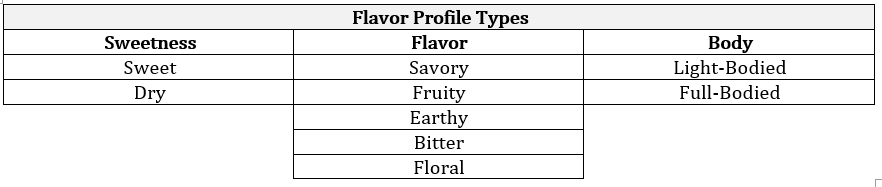 Flavor Profile Types
Sweetness Flavor Body
Sweet Savory Light-Bodied
Dry Fruity Full-Bodied
Earthy
Bitter
Floral